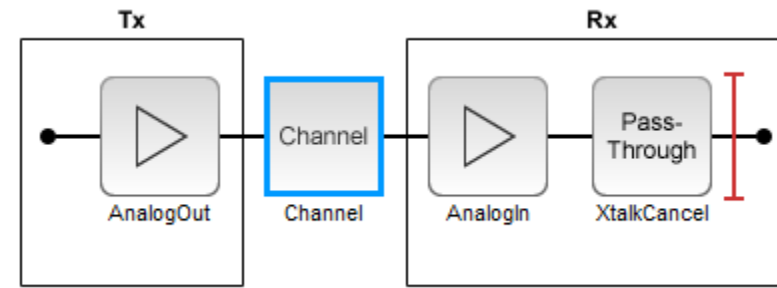 Tx
Rx
Channel
Pass-
Through
AnalogOut
Channel
AnalogIn
XtalkCancel